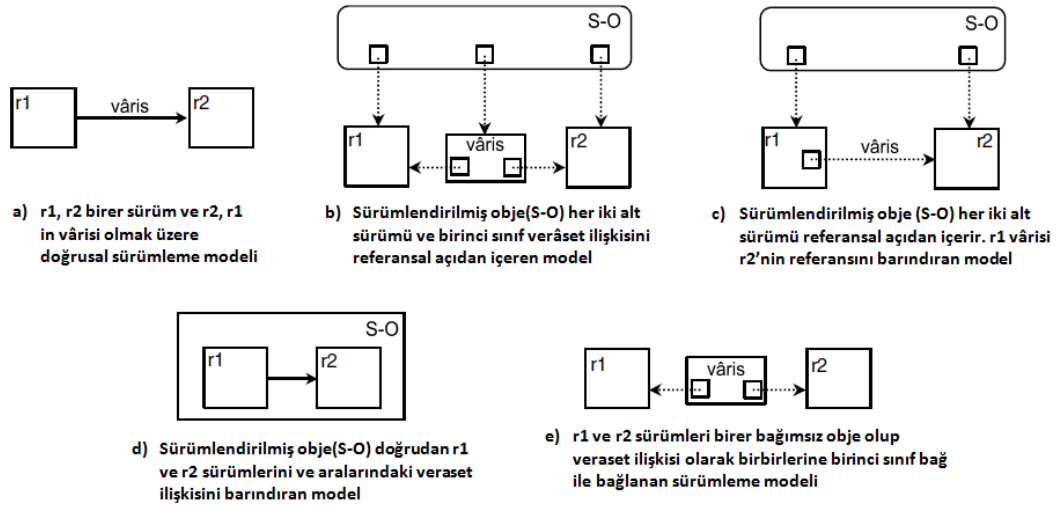 S-O
S-O
r1
vâris
r2
r1
vâris
r2
r1
vâris
r2
a) r1, r2 birer sürüm ve r2, r1
in vârisi olmak üzere
doğrusal sürümleme modeli
b) Sürümlendirilmiş obje(S-O) her iki alt
sürümü ve birinci sınıf verâset ilişkisini
referansal açıdan içeren model
c) Sürümlendirilmiş obje (S-O) her iki alt
sürümü referansal açıdan içerir. r1 vârisi
r2’nin referansını barındıran model
S-O
r1
r2
r1
vâris
r2
d) Sürümlendirilmiş obje(S-O) doğrudan r1
ve r2 sürümlerini ve aralarındaki veraset
ilişkisini barındıran model
e) r1 ve r2 sürümleri birer bağımsız obje olup
veraset ilişkisi olarak birbirlerine birinci sınıf bağ
ile bağlanan sürümleme modeli